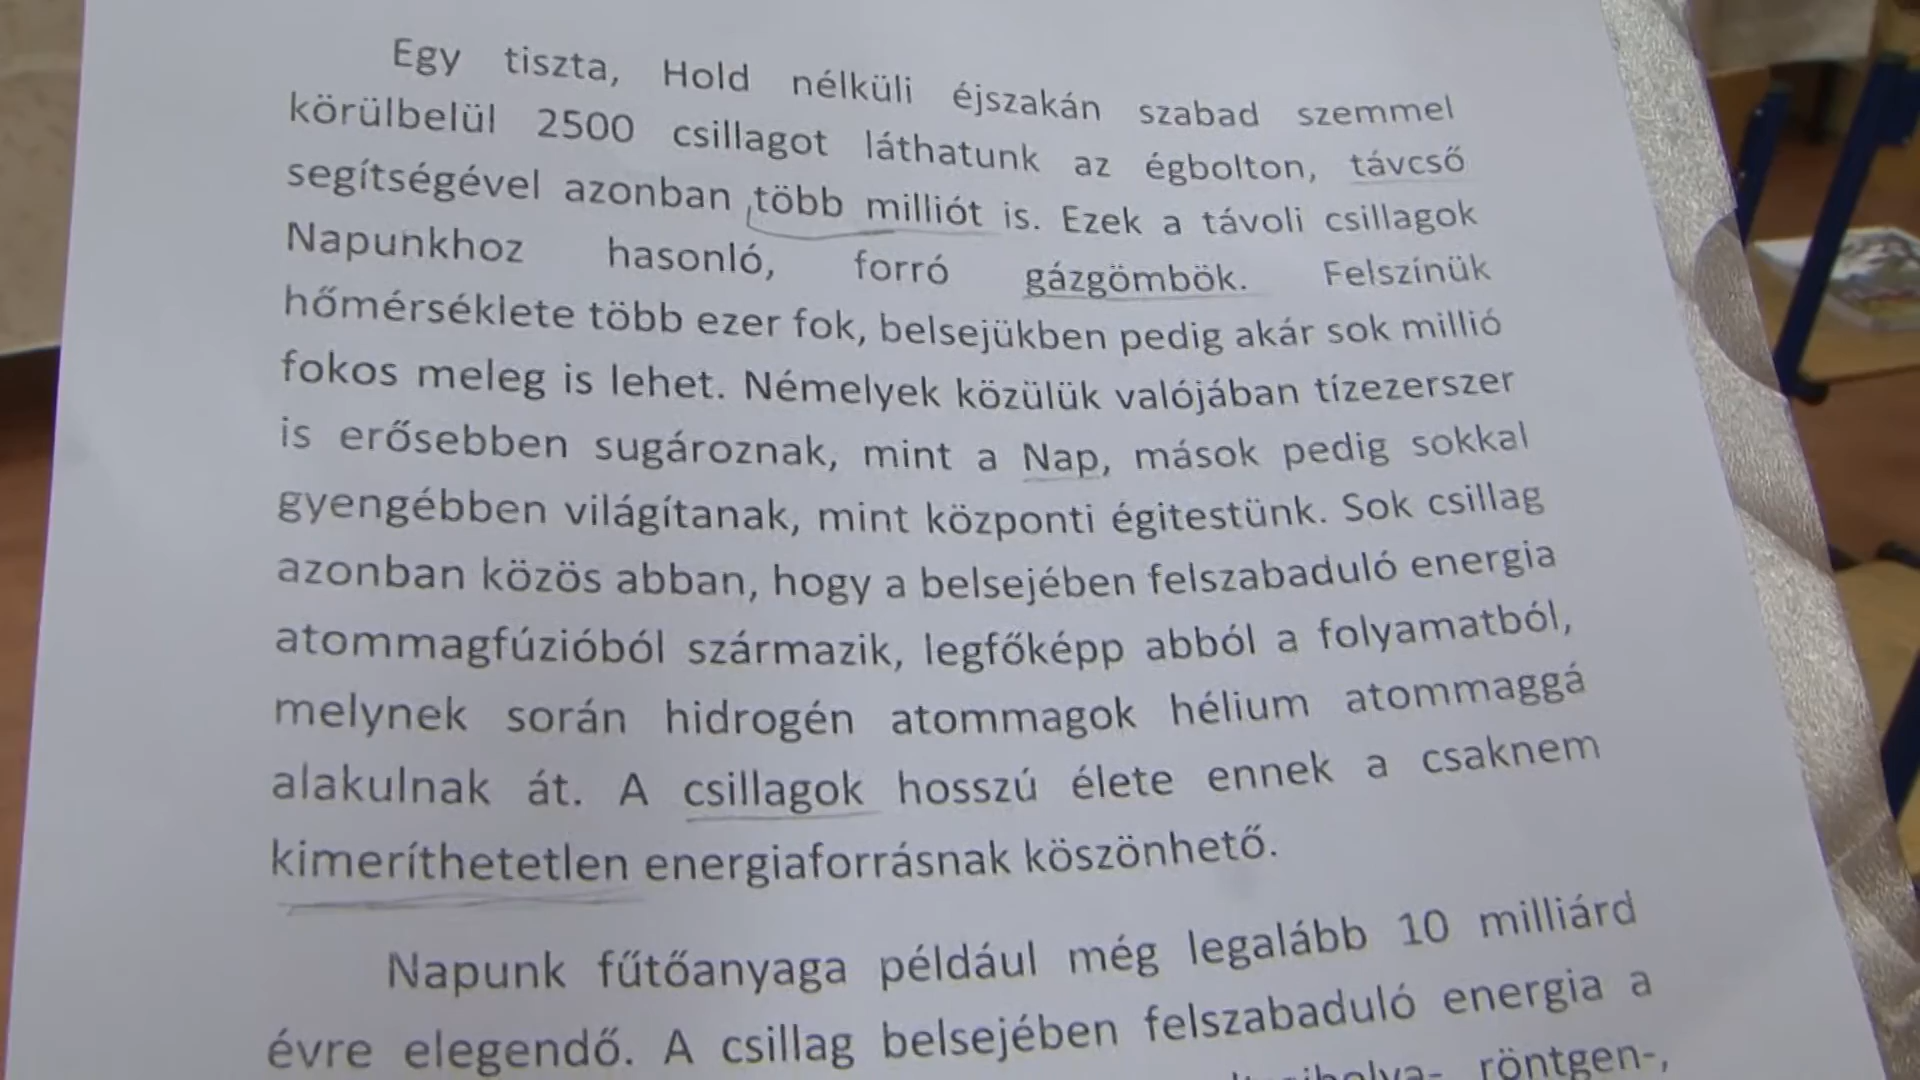 Egy tiszta, Hold nélküli éjszakán szabad szemmel
körülbelül 2500 csillagot láthatunk az égbolton, távcső
segítségével azonban több milliót is. Ezek a távoli csillagok
Napunkhoz hasonló, forró gázgömbök. Felszínük
hőmérséklete több ezer fok, belsejükben pedig akár sok millió
fokos meleg is lehet. Némelyek közülük valójában tízezerszer
is erősebben sugároznak, mint a Nap, mások pedig sokkal
gyengébben világítanak, mint központi égitestünk. Sok csillag
azonban közös abban, hogy a belsejében felszabaduló energia
atommagfúzióból származik, legfőképp abból a folyamatból,
melynek során hidrogén atommagok hélium atommaggá
alakulnak át. A csillagok hosszú élete ennek a csaknem
kimeríthetetlen energiaforrásnak köszönhető.
Napunk fűtőanyaga például még legalább 10 milliárd
évre elegendő. A csillag belsejében felszabaduló energia a
röntgen-,